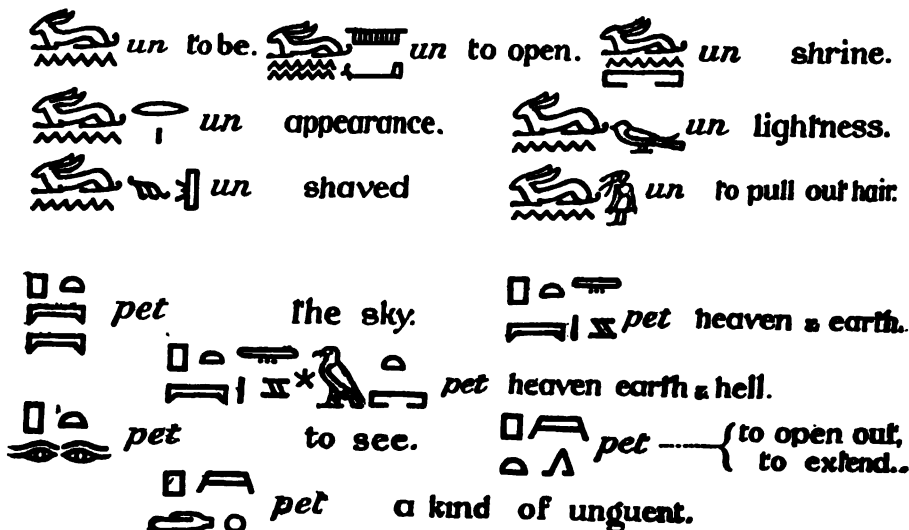 un to be. un to open. un shrine.
un appearance. un lightness.
un shaved un to pull out hair.
pet the sky. pet heaven & earth.
pet heaven earth & hell.
pet to see. pet to open out, to extend.
pet a kind of unguent.